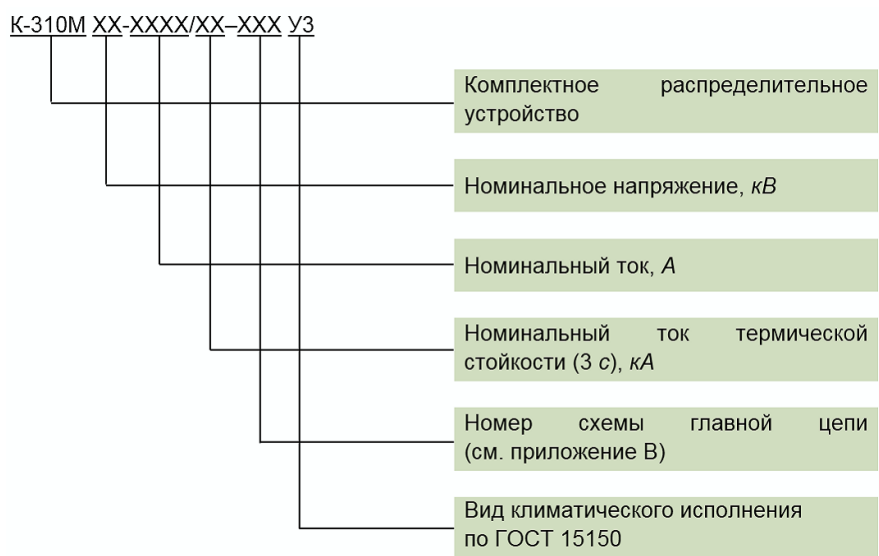 К-310М ХХ-ХХХХ/ХХ–ХХХ У3
Комплектное распределительное
устройство
Номинальное напряжение, кВ
Номинальный ток, А
Номинальный ток термической
стойкости (3 с), кА
Номер схемы главной цепи
(см. приложение В)
Вид климатического исполнения
по ГОСТ 15150